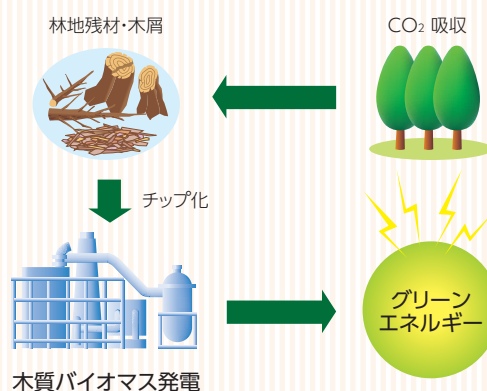 林地残材・木屑
CO₂ 吸収
チップ化
グリーン
エネルギー
木質バイオマス発電